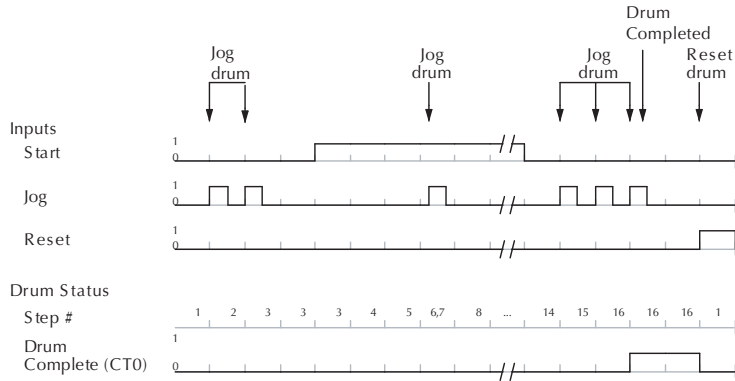 Drum
Completed
Jog
drum
Jog
drum
Jog
drum
Reset
drum
Inputs
Start
1
0
Jog
1
0
Reset
1
0
Drum Status
Step #
1 2 3 3 3 4 5 6,7 8 ... 14 15 16 16 16 1
Drum
Complete (CT0)
1
0